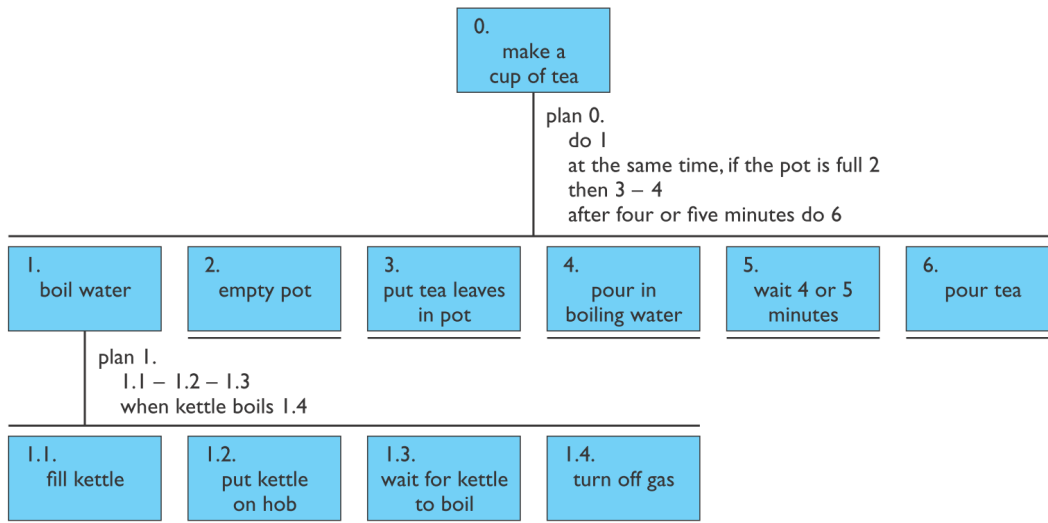 0.
make a
cup of tea
plan 0.
do 1
at the same time, if the pot is full 2
then 3 – 4
after four or five minutes do 6
1.
boil water
2.
empty pot
3.
put tea leaves
in pot
4.
pour in
boiling water
5.
wait 4 or 5
minutes
6.
pour tea
plan 1.
1.1 – 1.2 – 1.3
when kettle boils 1.4
1.1.
fill kettle
1.2.
put kettle
on hob
1.3.
wait for kettle
to boil
1.4.
turn off gas